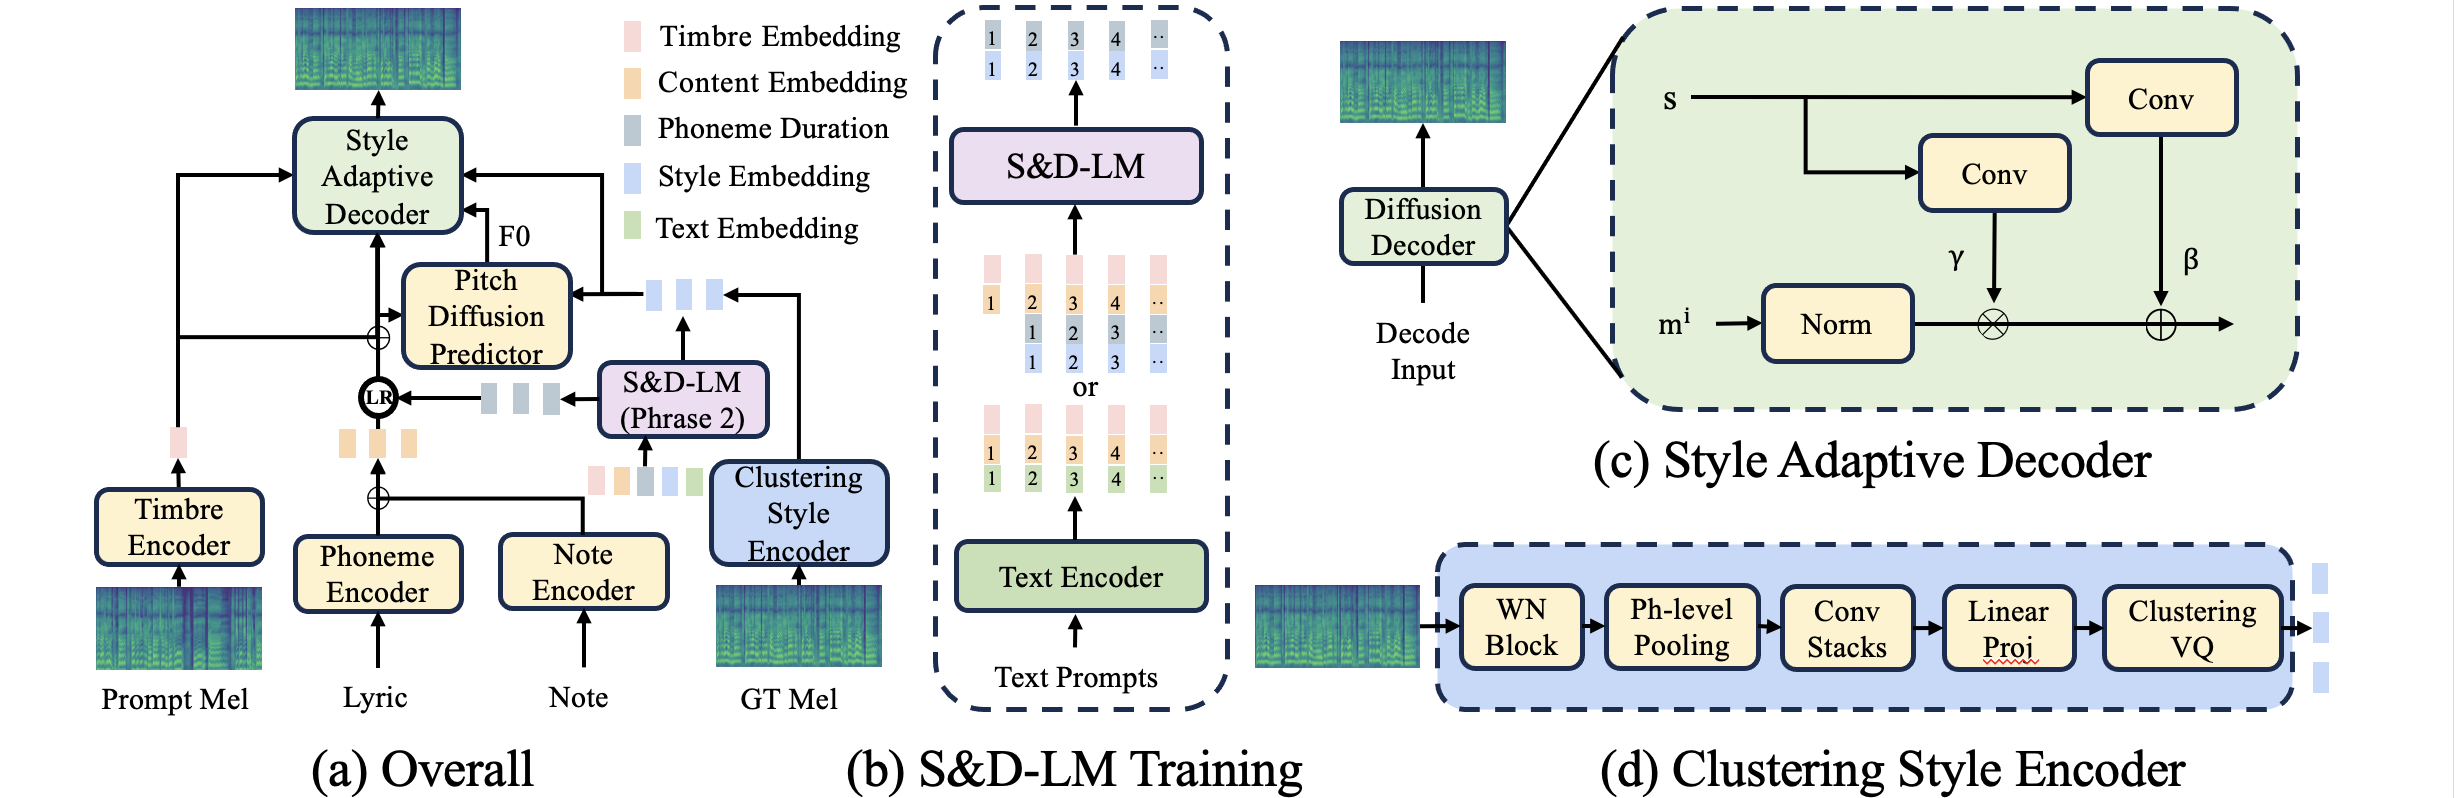 Style
Adaptive
Decoder
F0
Pitch
Diffusion
Predictor
LR
S&D-LM
(Phrase 2)
Timbre
Encoder
Phoneme
Encoder
Note
Encoder
Clustering
Style
Encoder
Prompt Mel
Lyric
Note
GT Mel
(a) Overall
Timbre Embedding
Content Embedding
Phoneme Duration
Style Embedding
Text Embedding
1 2 3 4 ..
1 2 3 4 ..
S&D-LM
1 2 3 4 ..
1 2 3 ..
1 2 3 ..
or
1 2 3 4 ..
1 2 3 4 ..
Text Encoder
Text Prompts
(b) S&D-LM Training
Diffusion
Decoder
Decode
Input
s
Conv
Conv
γ
β
mⁱ
Norm
(c) Style Adaptive Decoder
WN
Block
Ph-level
Pooling
Conv
Stacks
Linear
Proj
Clustering
VQ
(d) Clustering Style Encoder